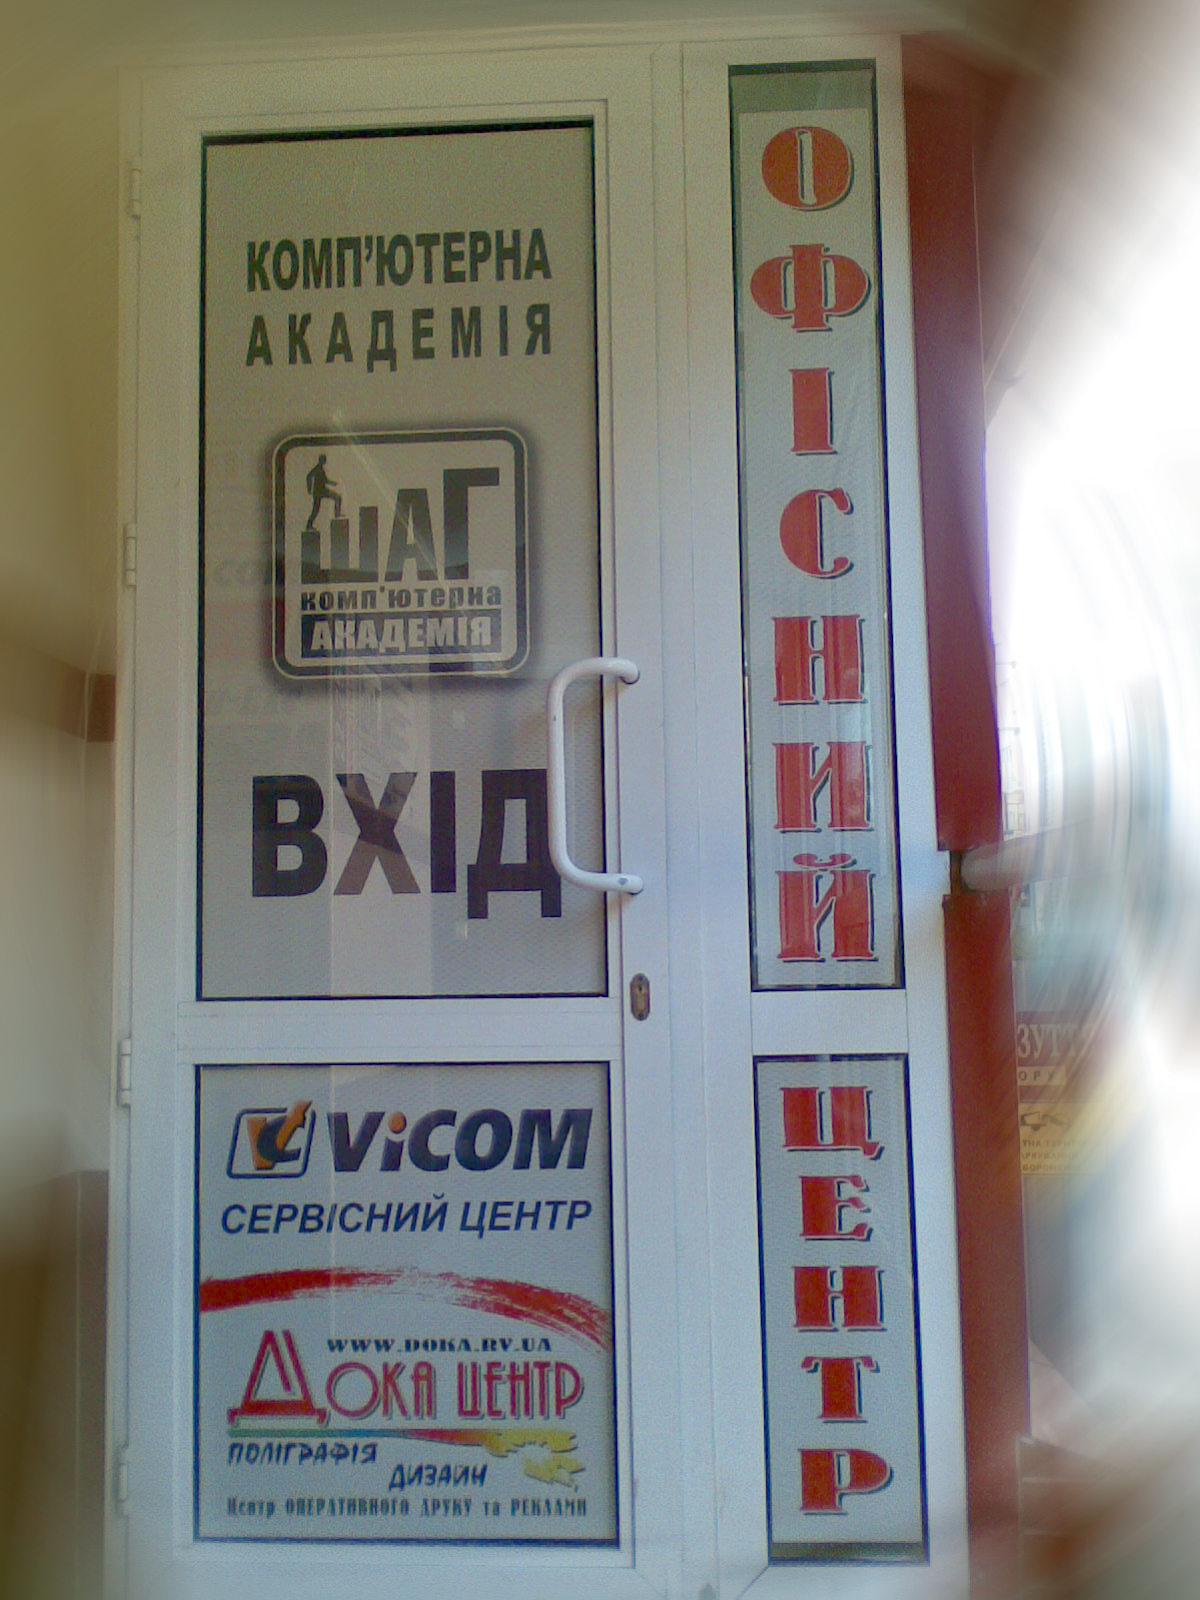 КОМП'ЮТЕРНА
АКАДЕМІЯ
ШАГ
комп'ютерна
АКАДЕМІЯ
ВХІД
ViCOM
СЕРВІСНИЙ ЦЕНТР
WWW.DOKA.RV.UA
ДОКА ЦЕНТР
ПОЛІГРАФІЯ
ДИЗАЙН
Центр ОПЕРАТИВНОГО ДРУКУ та РЕКЛАМИ
ОФІСНИЙ
ЦЕНТР
ЗУТТ